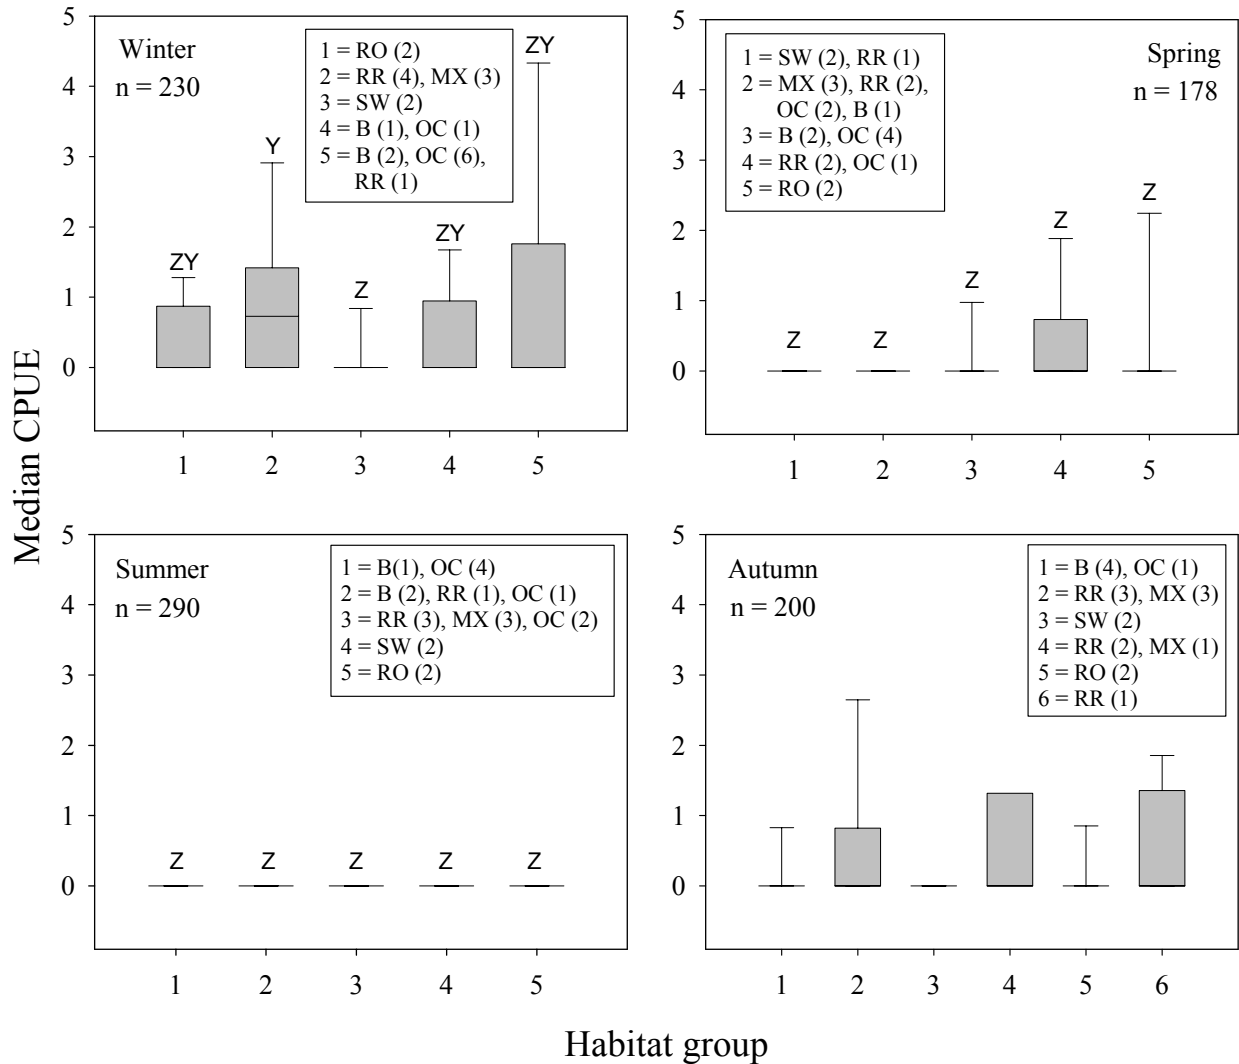 Median CPUE
Winter
n = 230
1 = RO (2)
2 = RR (4), MX (3)
3 = SW (2)
4 = B (1), OC (1)
5 = B (2), OC (6),
RR (1)
5
4
3
2
1
0
ZY
Y
Z
ZY
ZY
1 2 3 4 5
Spring
n = 178
1 = SW (2), RR (1)
2 = MX (3), RR (2),
OC (2), B (1)
3 = B (2), OC (4)
4 = RR (2), OC (1)
5 = RO (2)
5
4
3
2
1
0
Z
Z
Z
Z
Z
1 2 3 4 5
Summer
n = 290
1 = B(1), OC (4)
2 = B (2), RR (1), OC (1)
3 = RR (3), MX (3), OC (2)
4 = SW (2)
5 = RO (2)
5
4
3
2
1
0
Z Z Z Z Z
1 2 3 4 5
Autumn
n = 200
1 = B (4), OC (1)
2 = RR (3), MX (3)
3 = SW (2)
4 = RR (2), MX (1)
5 = RO (2)
6 = RR (1)
5
4
3
2
1
0
1 2 3 4 5 6
Habitat group